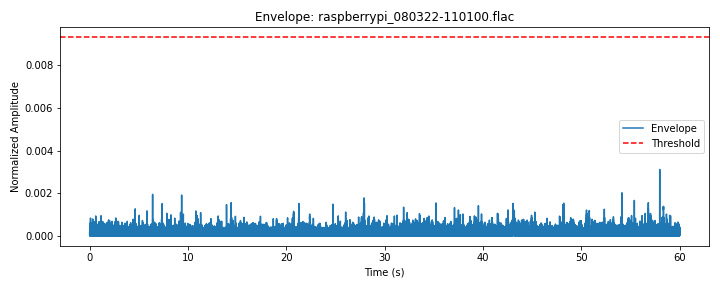 Envelope: raspberrypi_080322-110100.flac
Normalized Amplitude
0.008
0.006
0.004
0.002
0.000
Envelope
Threshold
0 10 20 30 40 50 60
Time (s)